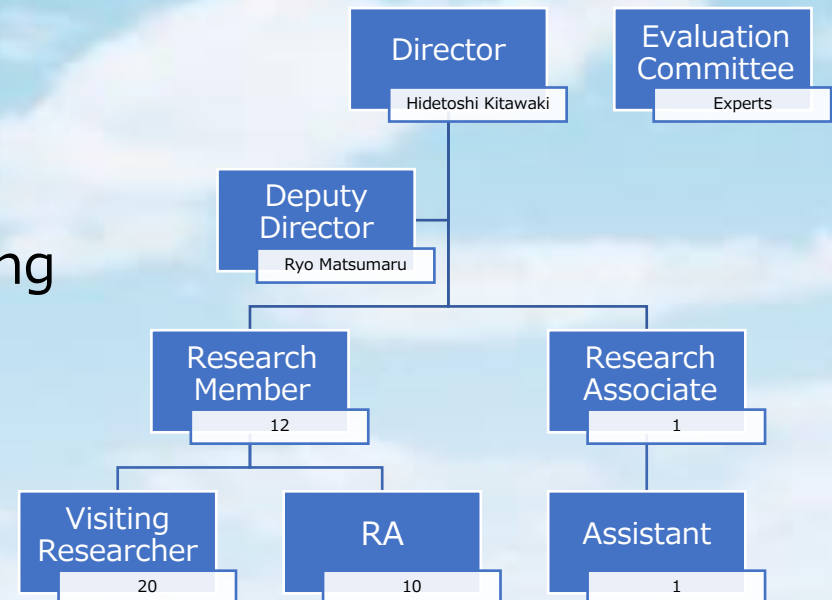 Director
Hidetoshi Kitawaki
Evaluation
Committee
Experts
Deputy
Director
Ryo Matsumaru
ng
Research
Member
12
Research
Associate
1
Visiting
Researcher
20
RA
10
Assistant
1